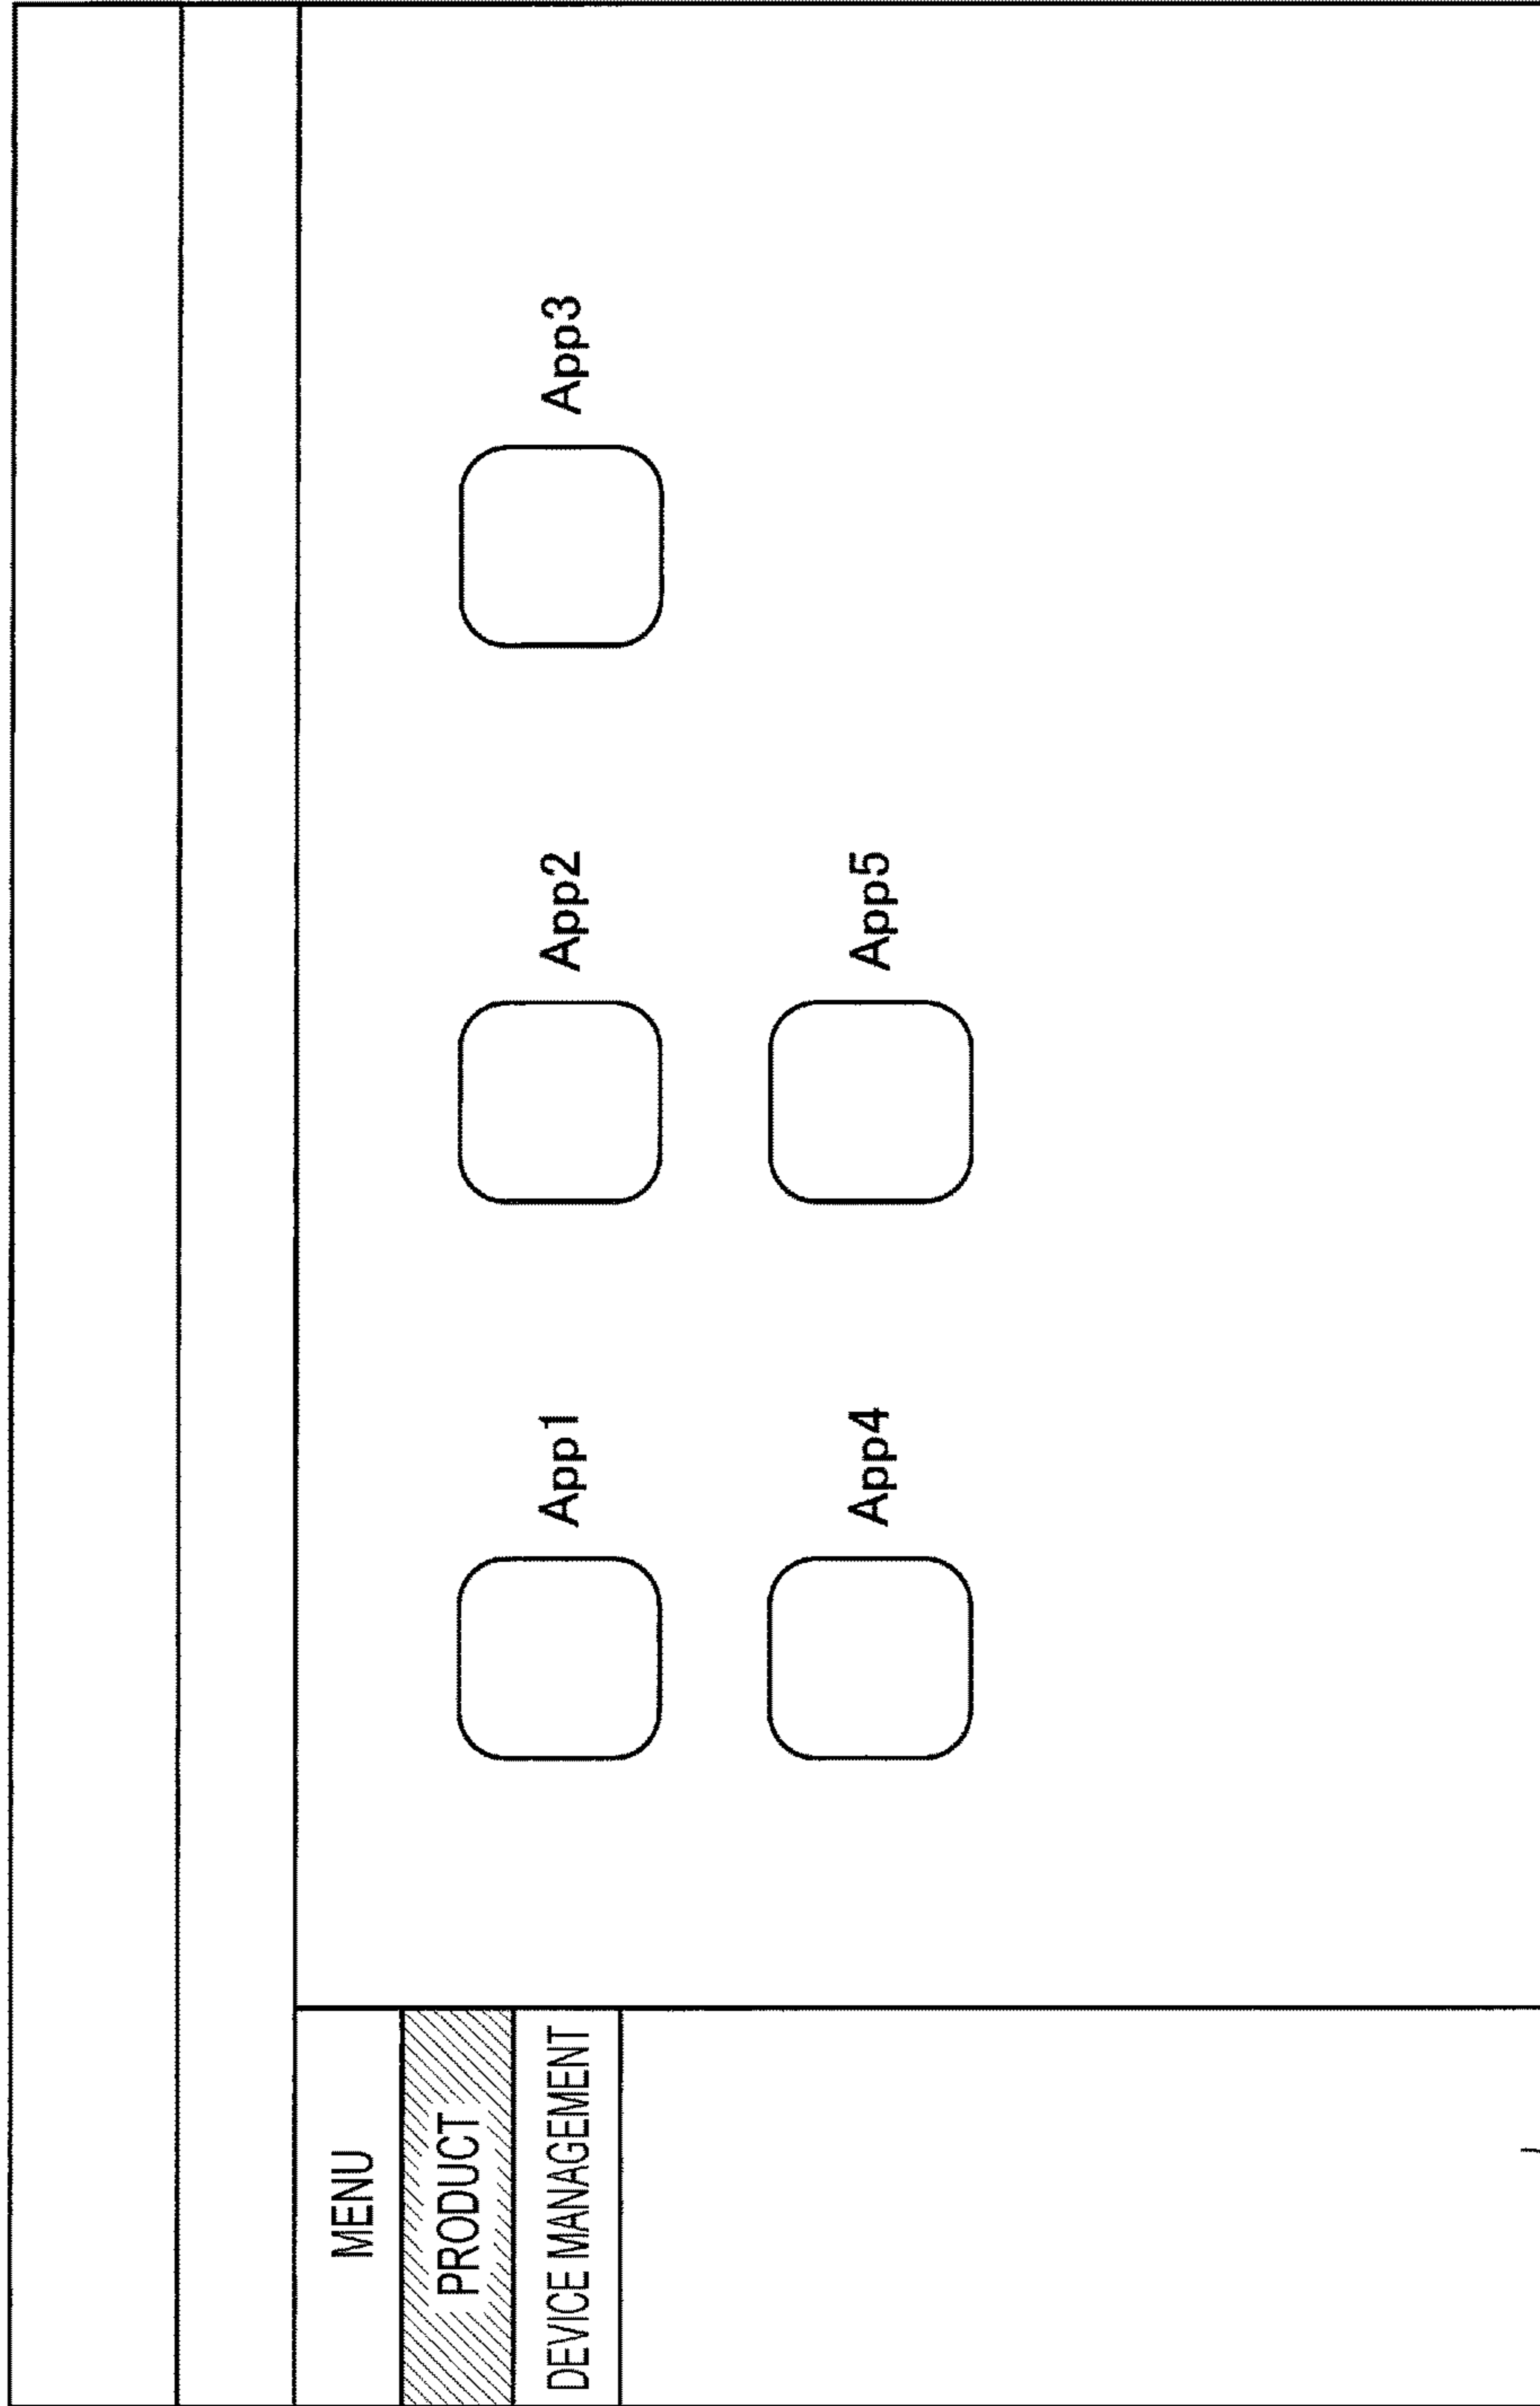 MENU
PRODUCT
DEVICE MANAGEMENT
App1 App2 App3
App4 App5